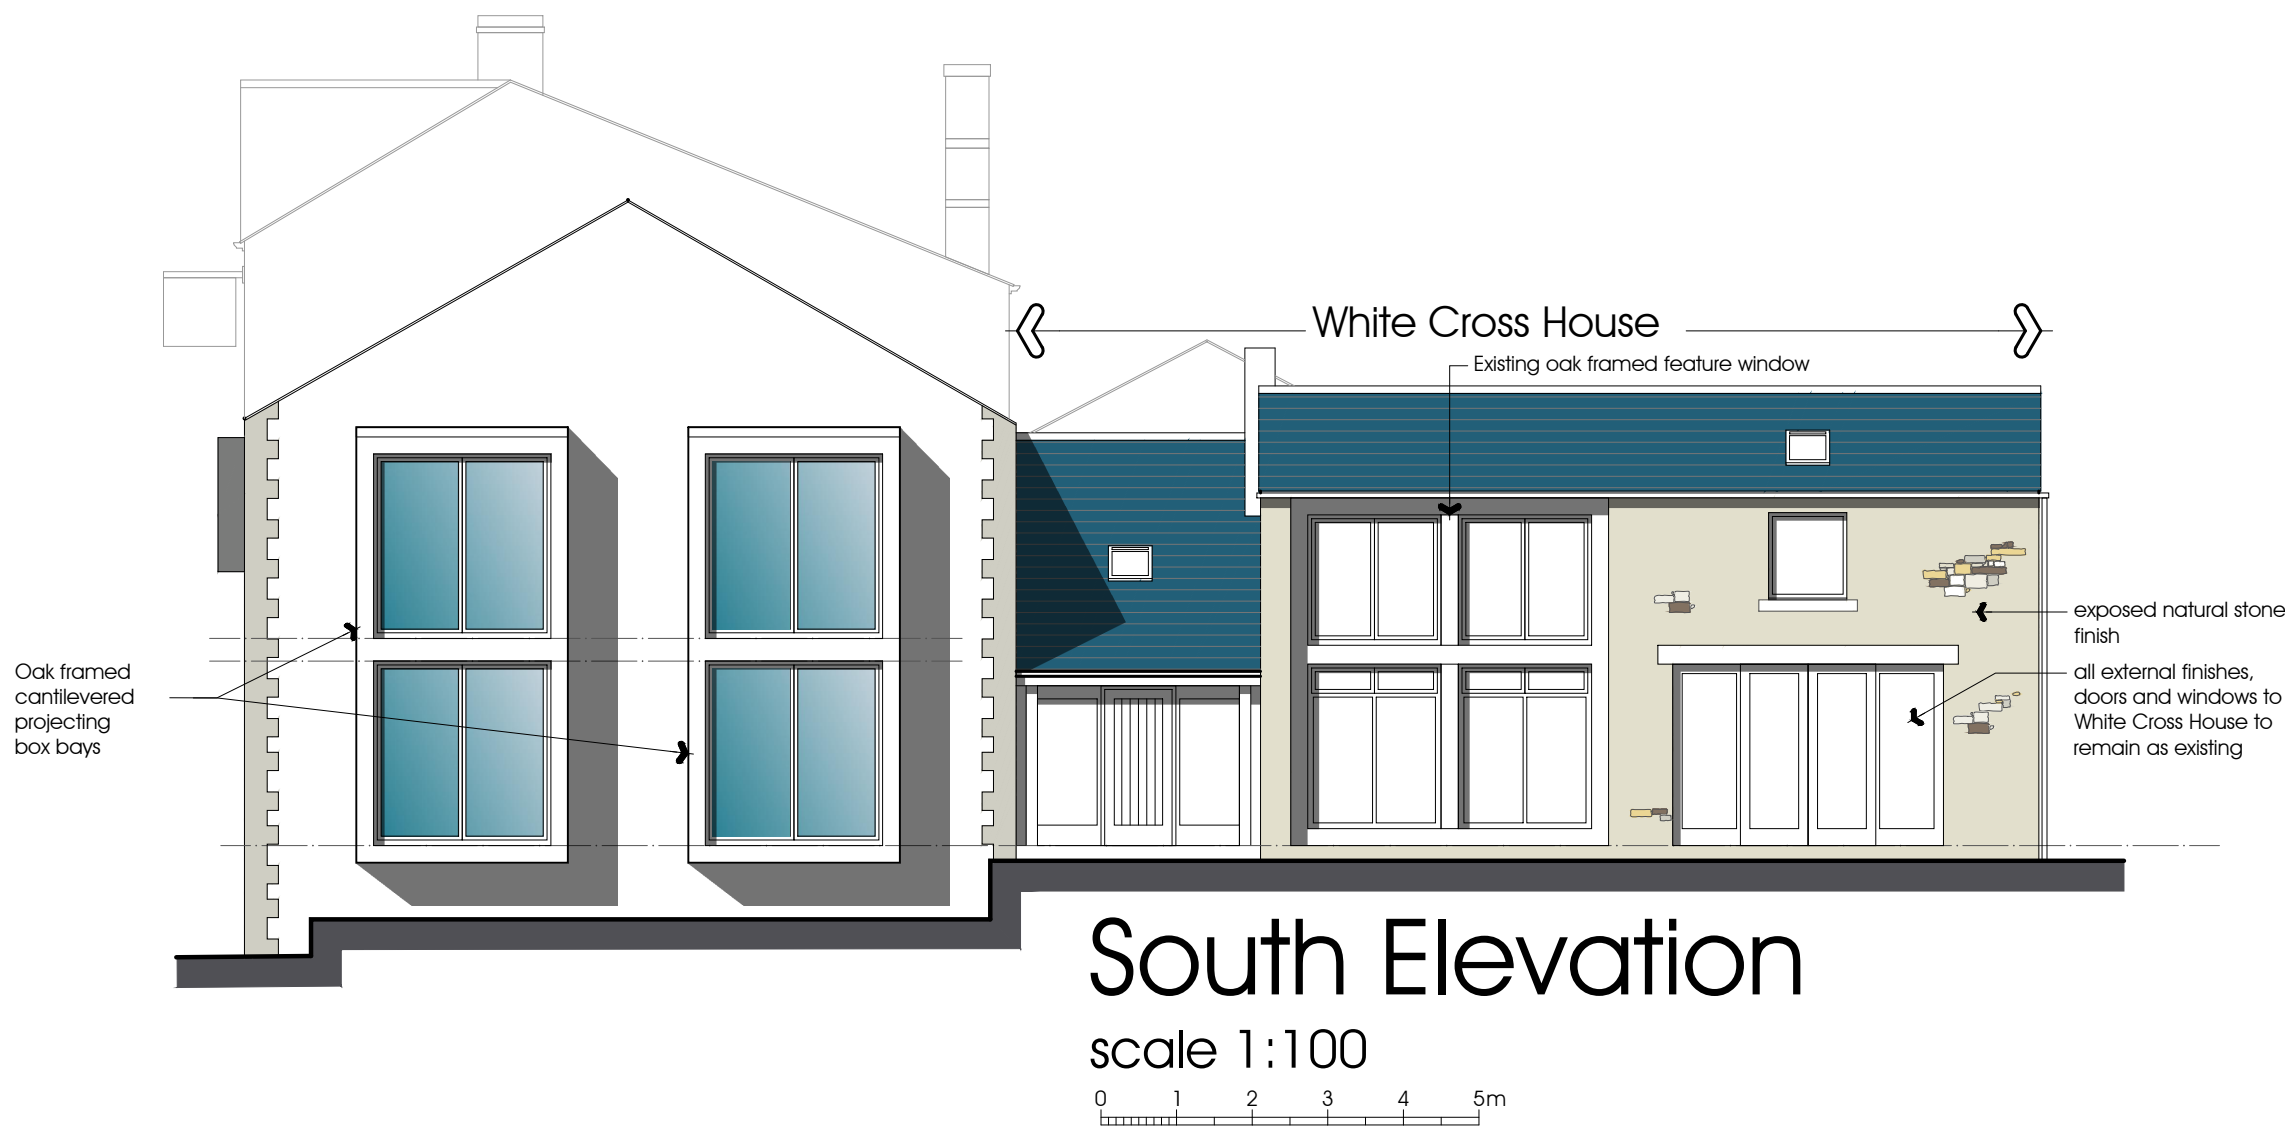 White Cross House
Existing oak framed feature window
exposed natural stone
finish
Oak framed
cantilevered
projecting
box bays
all external finishes,
doors and windows to
White Cross House to
remain as existing
South Elevation
scale 1:100
0 1 2 3 4 5m